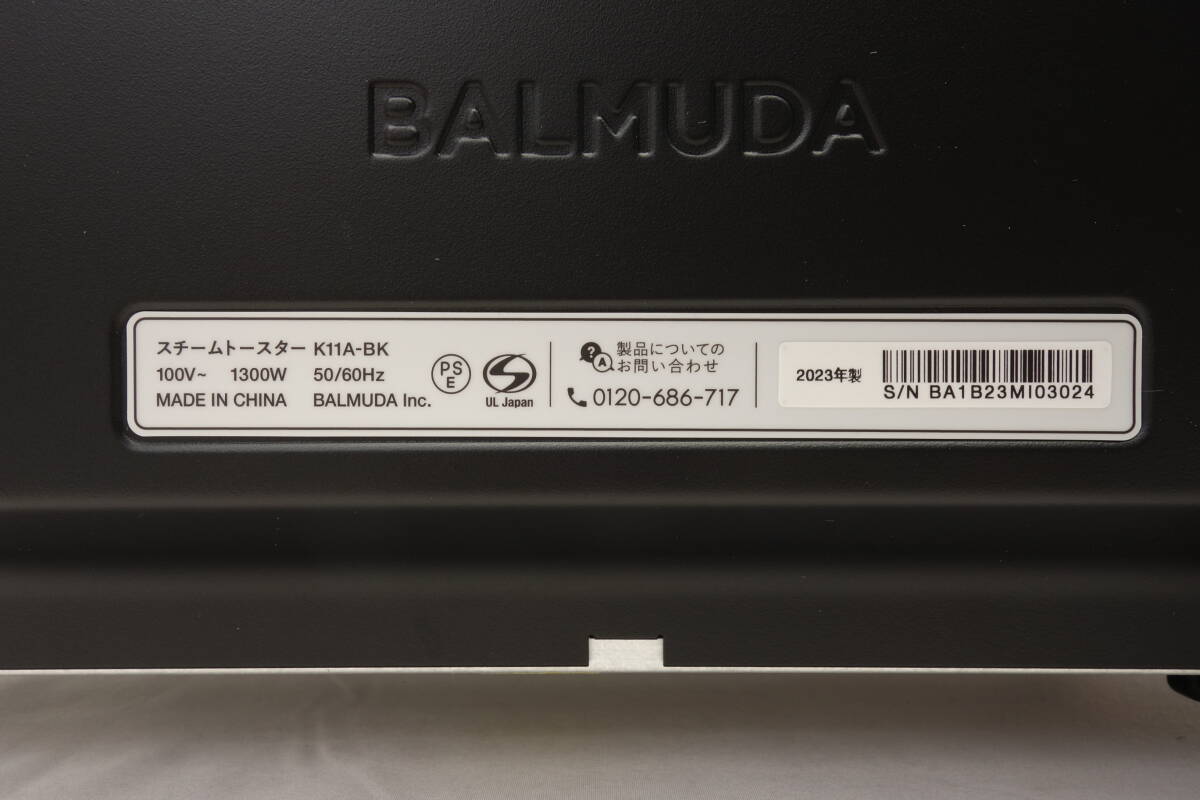 BALMUDA
スチームトースター K11A-BK
100V~ 1300W 50/60Hz
MADE IN CHINA BALMUDA Inc.
PS
E
S
UL Japan
? A
製品についての
お問い合わせ
0120-686-717
2023年製
S/N BA1B23MI03024